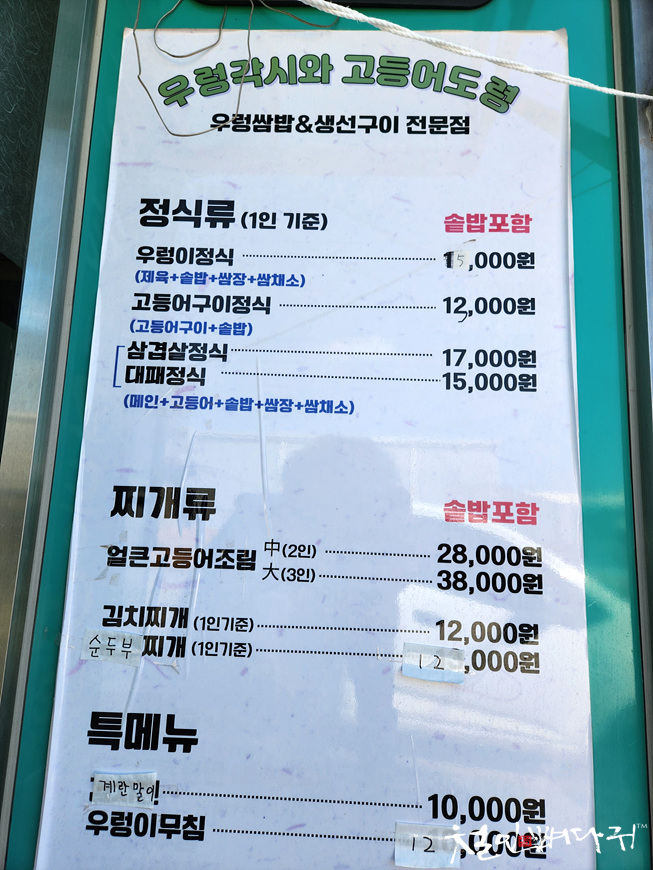 우렁각시와 고등어도령
우렁쌈밥&생선구이 전문점
정식류 (1인 기준) 솥밥포함
우렁이정식 15,000원
(제육+솥밥+쌈장+쌈채소)
고등어구이정식 13,000원
(고등어구이+솥밥)
삼겹살정식 17,000원
대패정식 15,000원
(메인+고등어+솥밥+쌈장+쌈채소)
찌개류 솥밥포함
얼큰고등어조림 中(2인) 28,000원
大(3인) 38,000원
김치찌개 (1인기준) 12,000원
순두부찌개 (1인기준) 12,000원
특메뉴
계란말이 10,000원
우렁이무침 12,000원